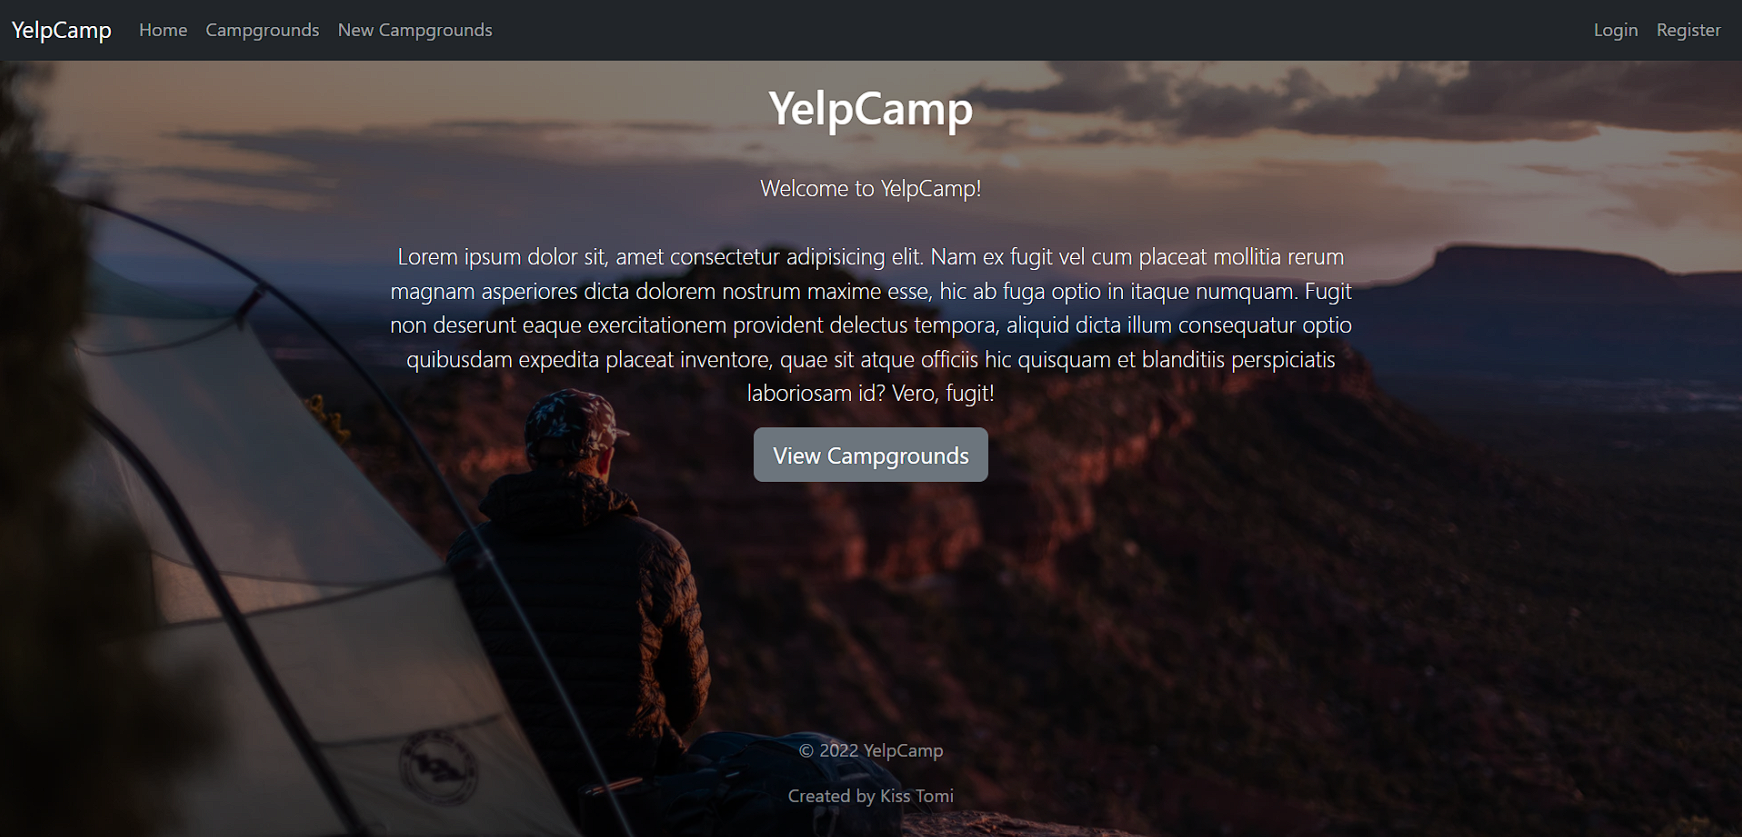 YelpCamp Home Campgrounds New Campgrounds Login Register
YelpCamp
Welcome to YelpCamp!
Lorem ipsum dolor sit, amet consectetur adipisicing elit. Nam ex fugit vel cum placeat mollitia rerum
magnam asperiores dicta dolorem nostrum maxime esse, hic ab fuga optio in itaque numquam. Fugit
non deserunt eaque exercitationem provident delectus tempora, aliquid dicta illum consequatur optio
quibusdam expedita placeat inventore, quae sit atque officiis hic quisquam et blanditiis perspiciatis
laboriosam id? Vero, fugit!
View Campgrounds
© 2022 YelpCamp
Created by Kiss Tomi